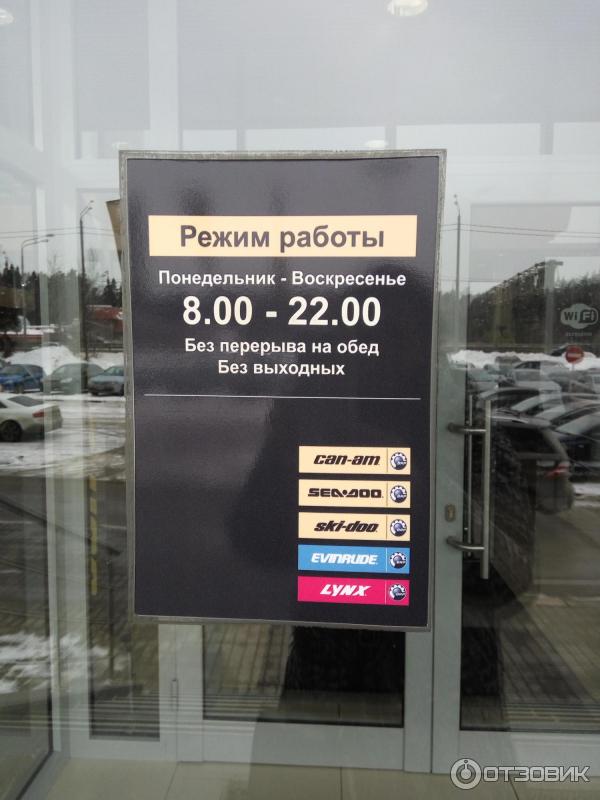 Режим работы
Понедельник - Воскресенье
8.00 - 22.00
Без перерыва на обед
Без выходных
can-am
SEA-DOO
ski-doo
EVINRUDE
LYNX
WiFi
ОТЗОВИК